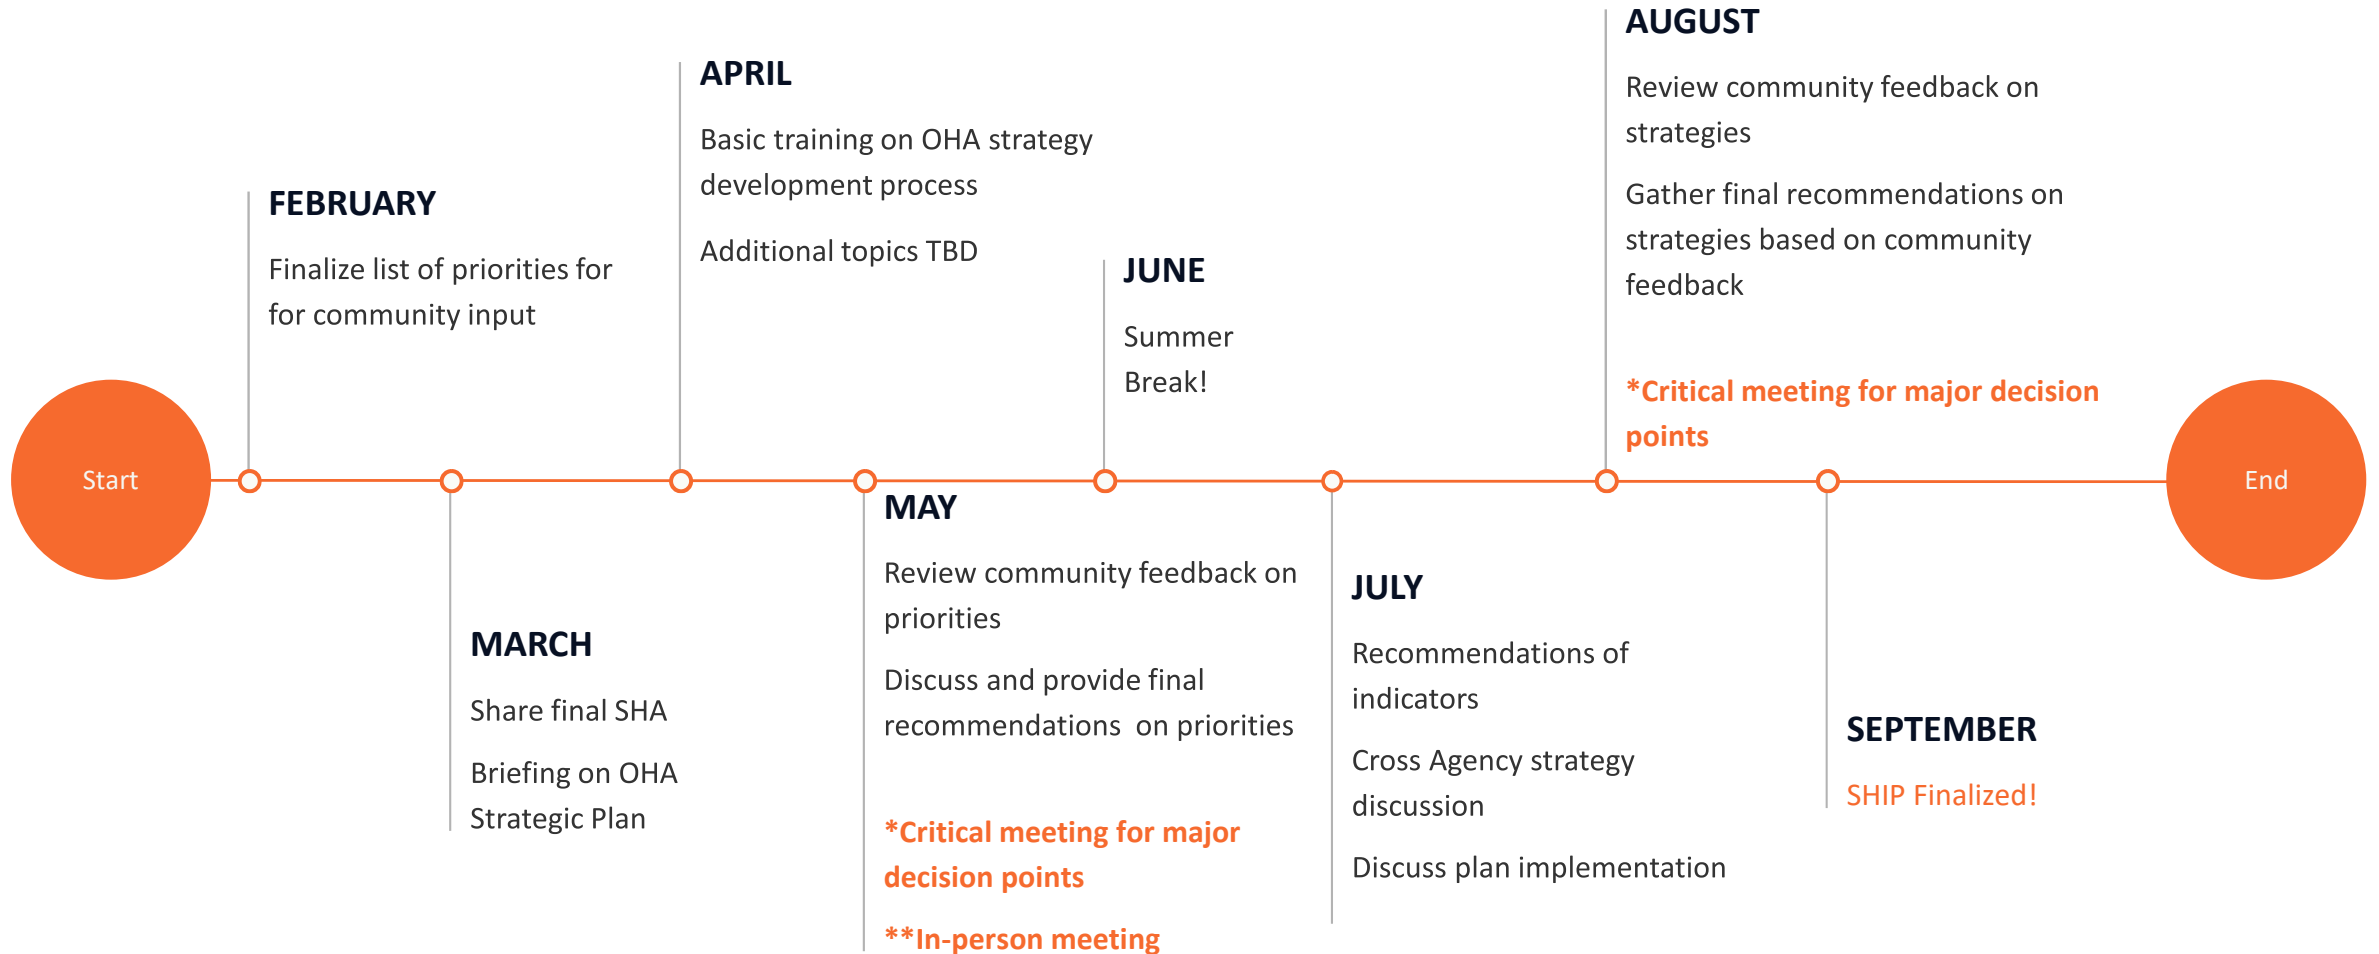 Start
FEBRUARY
Finalize list of priorities for
for community input
MARCH
Share final SHA
Briefing on OHA
Strategic Plan
APRIL
Basic training on OHA strategy
development process
Additional topics TBD
MAY
Review community feedback on
priorities
Discuss and provide final
recommendations  on priorities
*Critical meeting for major
decision points
**In-person meeting
JUNE
Summer
Break!
JULY
Recommendations of
indicators
Cross Agency strategy
discussion
Discuss plan implementation
AUGUST
Review community feedback on
strategies
Gather final recommendations on
strategies based on community
feedback
*Critical meeting for major decision
points
SEPTEMBER
SHIP Finalized!
End